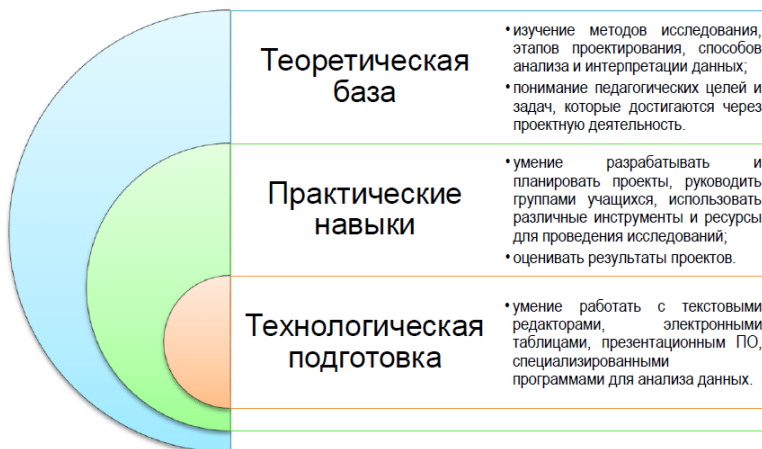 Теоретическая
база
• изучение методов исследования,
этапов проектирования, способов
анализа и интерпретации данных;
• понимание педагогических целей и
задач, которые достигаются через
проектную деятельность.
Практические
навыки
• умение разрабатывать и
планировать проекты, руководить
группами учащихся, использовать
различные инструменты и ресурсы
для проведения исследований;
• оценивать результаты проектов.
Технологическая
подготовка
• умение работать с текстовыми
редакторами, электронными
таблицами, презентационным ПО,
специализированными
программами для анализа данных.